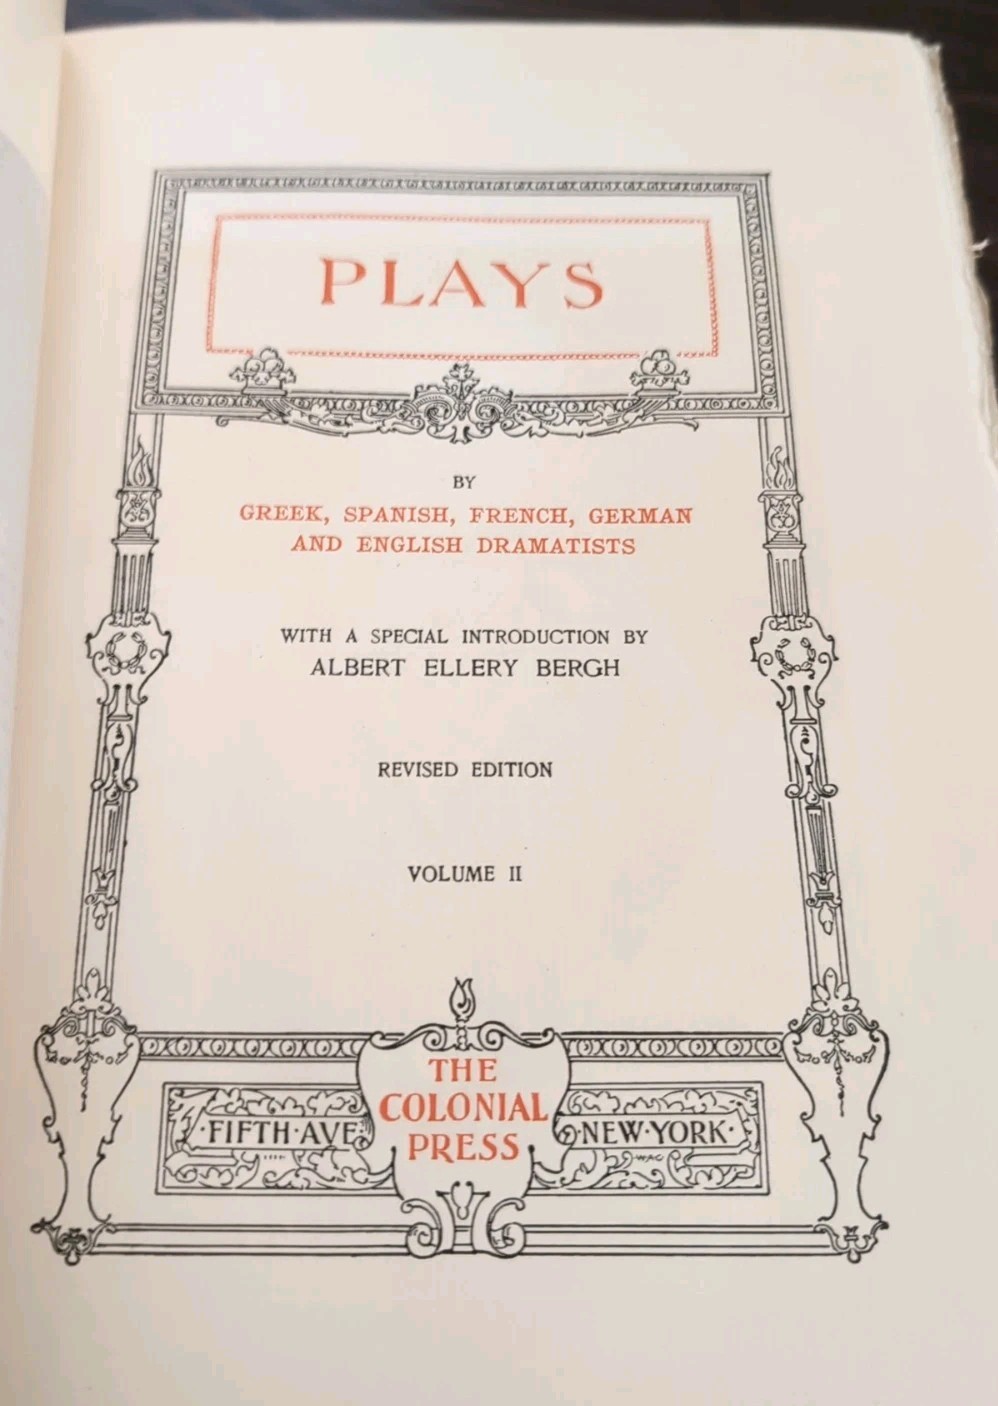 PLAYS
BY
GREEK, SPANISH, FRENCH, GERMAN
AND ENGLISH DRAMATISTS
WITH A SPECIAL INTRODUCTION BY
ALBERT ELLERY BERGH
REVISED EDITION
VOLUME II
THE
COLONIAL
PRESS
·FIFTH·AVE·
·NEW·YORK·